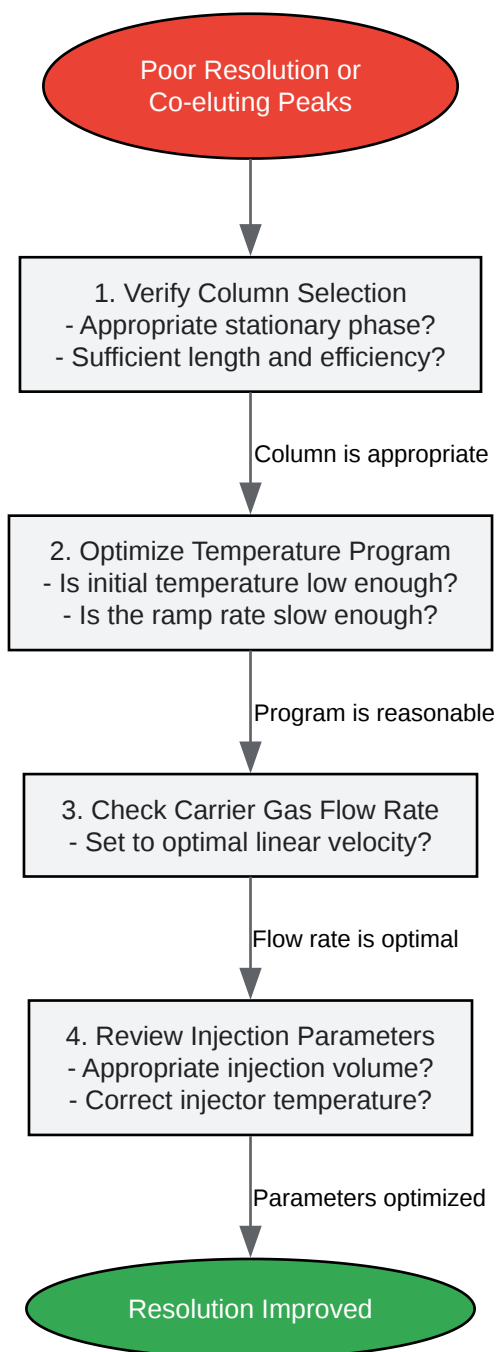 Poor Resolution or
Co-eluting Peaks
1. Verify Column Selection
- Appropriate stationary phase?
- Sufficient length and efficiency?
Column is appropriate
2. Optimize Temperature Program
- Is initial temperature low enough?
- Is the ramp rate slow enough?
Program is reasonable
3. Check Carrier Gas Flow Rate
- Set to optimal linear velocity?
Flow rate is optimal
4. Review Injection Parameters
- Appropriate injection volume?
- Correct injector temperature?
Parameters optimized
Resolution Improved